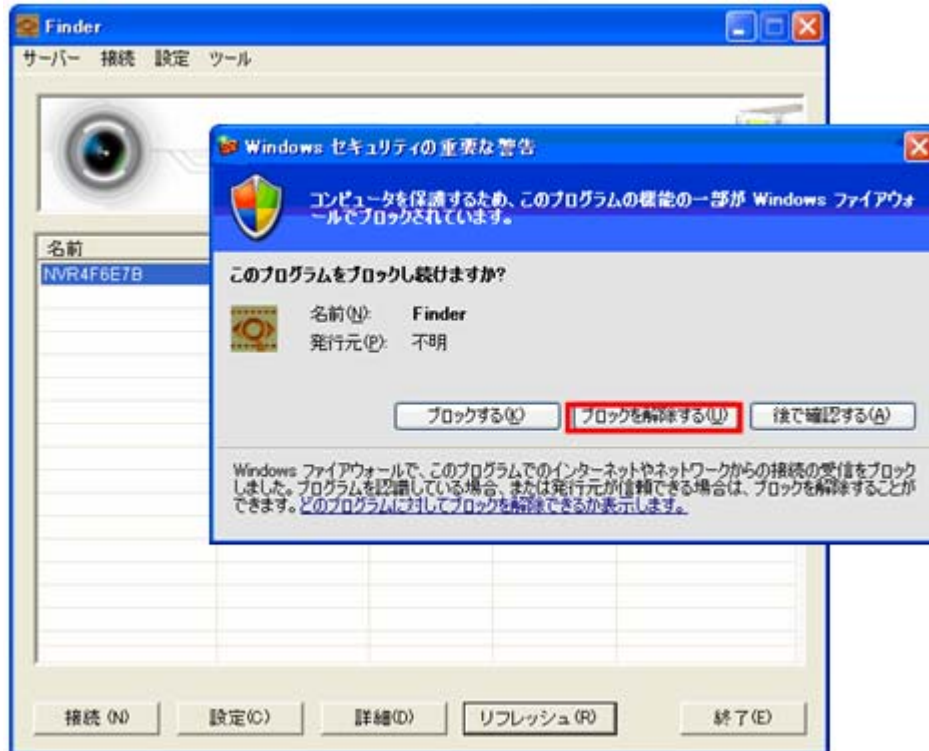 Finder
サーバー 接続 設定 ツール
Windows セキュリティの重要な警告
コンピュータを保護するため、このプログラムの機能の一部が Windows ファイアウォ
ールでブロックされています。
名前
NVR4F6E7B
このプログラムをブロックし続けますか?
名前(N): Finder
発行元(P): 不明
ブロックする(K) ブロックを解除する(U) 後で確認する(A)
Windows ファイアウォールで、このプログラムでのインターネットやネットワークからの接続の受信をブロック
しました。プログラムを認識している場合、または発行元が信頼できる場合は、ブロックを解除することが
できます。どのプログラムに対してブロックを解除できるか表示します。
接続 (N) 設定(C) 詳細(D) リフレッシュ (R) 終了(E)